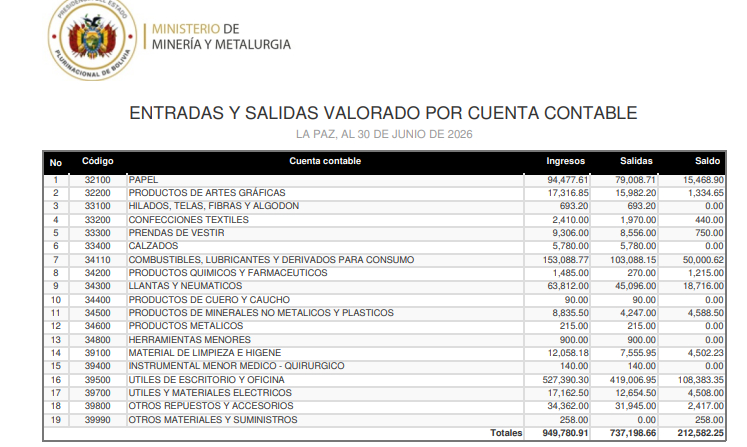 PRESIDENCIA DEL ESTADO
PLURINACIONAL DE BOLIVIA
MINISTERIO DE
MINERÍA Y METALURGIA
ENTRADAS Y SALIDAS VALORADO POR CUENTA CONTABLE
LA PAZ, AL 30 DE JUNIO DE 2026
No Código Cuenta contable Ingresos Salidas Saldo
1 32100 PAPEL 94,477.61 79,008.71 15,468.90
2 32200 PRODUCTOS DE ARTES GRÁFICAS 17,316.85 15,982.20 1,334.65
3 33100 HILADOS, TELAS, FIBRAS Y ALGODON 693.20 693.20 0.00
4 33200 CONFECCIONES TEXTILES 2,410.00 1,970.00 440.00
5 33300 PRENDAS DE VESTIR 9,306.00 8,556.00 750.00
6 33400 CALZADOS 5,780.00 5,780.00 0.00
7 34110 COMBUSTIBLES, LUBRICANTES Y DERIVADOS PARA CONSUMO 153,088.77 103,088.15 50,000.62
8 34200 PRODUCTOS QUIMICOS Y FARMACEUTICOS 1,485.00 270.00 1,215.00
9 34300 LLANTAS Y NEUMATICOS 63,812.00 45,096.00 18,716.00
10 34400 PRODUCTOS DE CUERO Y CAUCHO 90.00 90.00 0.00
11 34500 PRODUCTOS DE MINERALES NO METALICOS Y PLASTICOS 8,835.50 4,247.00 4,588.50
12 34600 PRODUCTOS METALICOS 215.00 215.00 0.00
13 34800 HERRAMIENTAS MENORES 900.00 900.00 0.00
14 39100 MATERIAL DE LIMPIEZA E HIGENE 12,058.18 7,555.95 4,502.23
15 39400 INSTRUMENTAL MENOR MEDICO - QUIRURGICO 140.00 140.00 0.00
16 39500 UTILES DE ESCRITORIO Y OFICINA 527,390.30 419,006.95 108,383.35
17 39700 UTILES Y MATERIALES ELECTRICOS 17,162.50 12,654.50 4,508.00
18 39800 OTROS REPUESTOS Y ACCESORIOS 34,362.00 31,945.00 2,417.00
19 39990 OTROS MATERIALES Y SUMINISTROS 258.00 0.00 258.00
Totales 949,780.91 737,198.66 212,582.25